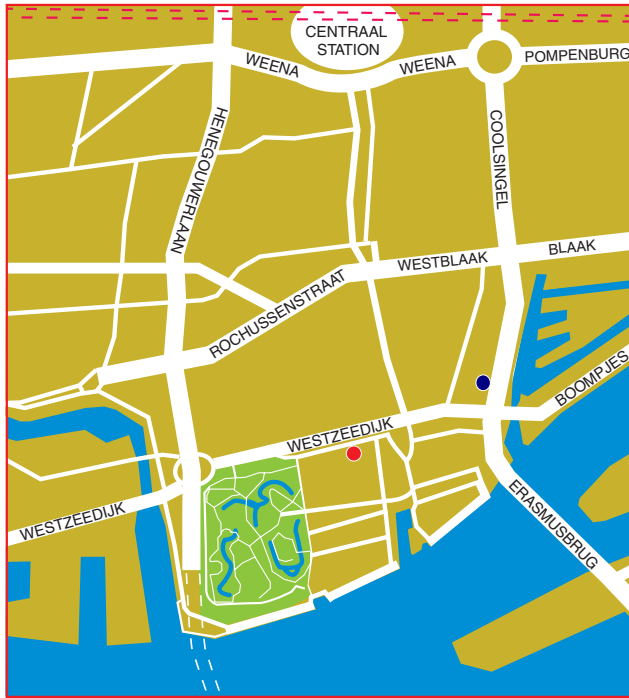 CENTRAAL
STATION
WEENA
WEENA
POMPENBURG
HENEGOUWERLAAN
COOLSINGEL
WESTBLAAK
BLAAK
ROCHUSSENSTRAAT
BOOMPJES
WESTZEEDIJK
WESTZEEDIJK
ERASMUSBRUG